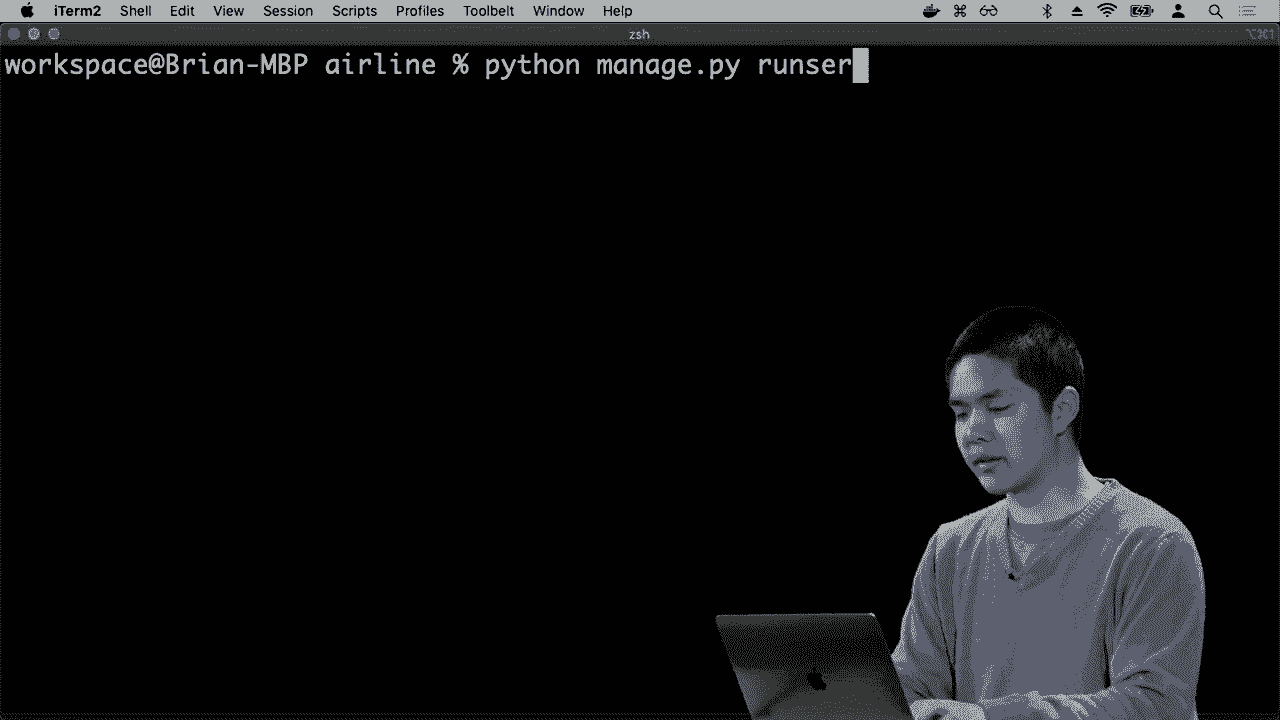 iTerm2 Shell Edit View Session Scripts Profiles Toolbelt Window Help
zsh ⌥⌘1
workspace@Brian-MBP airline % python manage.py runser